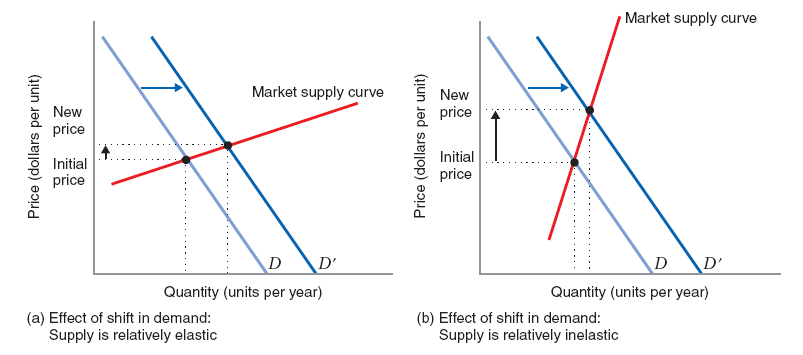 Price (dollars per unit)
New
price
Initial
price
Market supply curve
D
D′
Quantity (units per year)
(a) Effect of shift in demand:
Supply is relatively elastic
Price (dollars per unit)
New
price
Initial
price
Market supply curve
D
D′
Quantity (units per year)
(b) Effect of shift in demand:
Supply is relatively inelastic